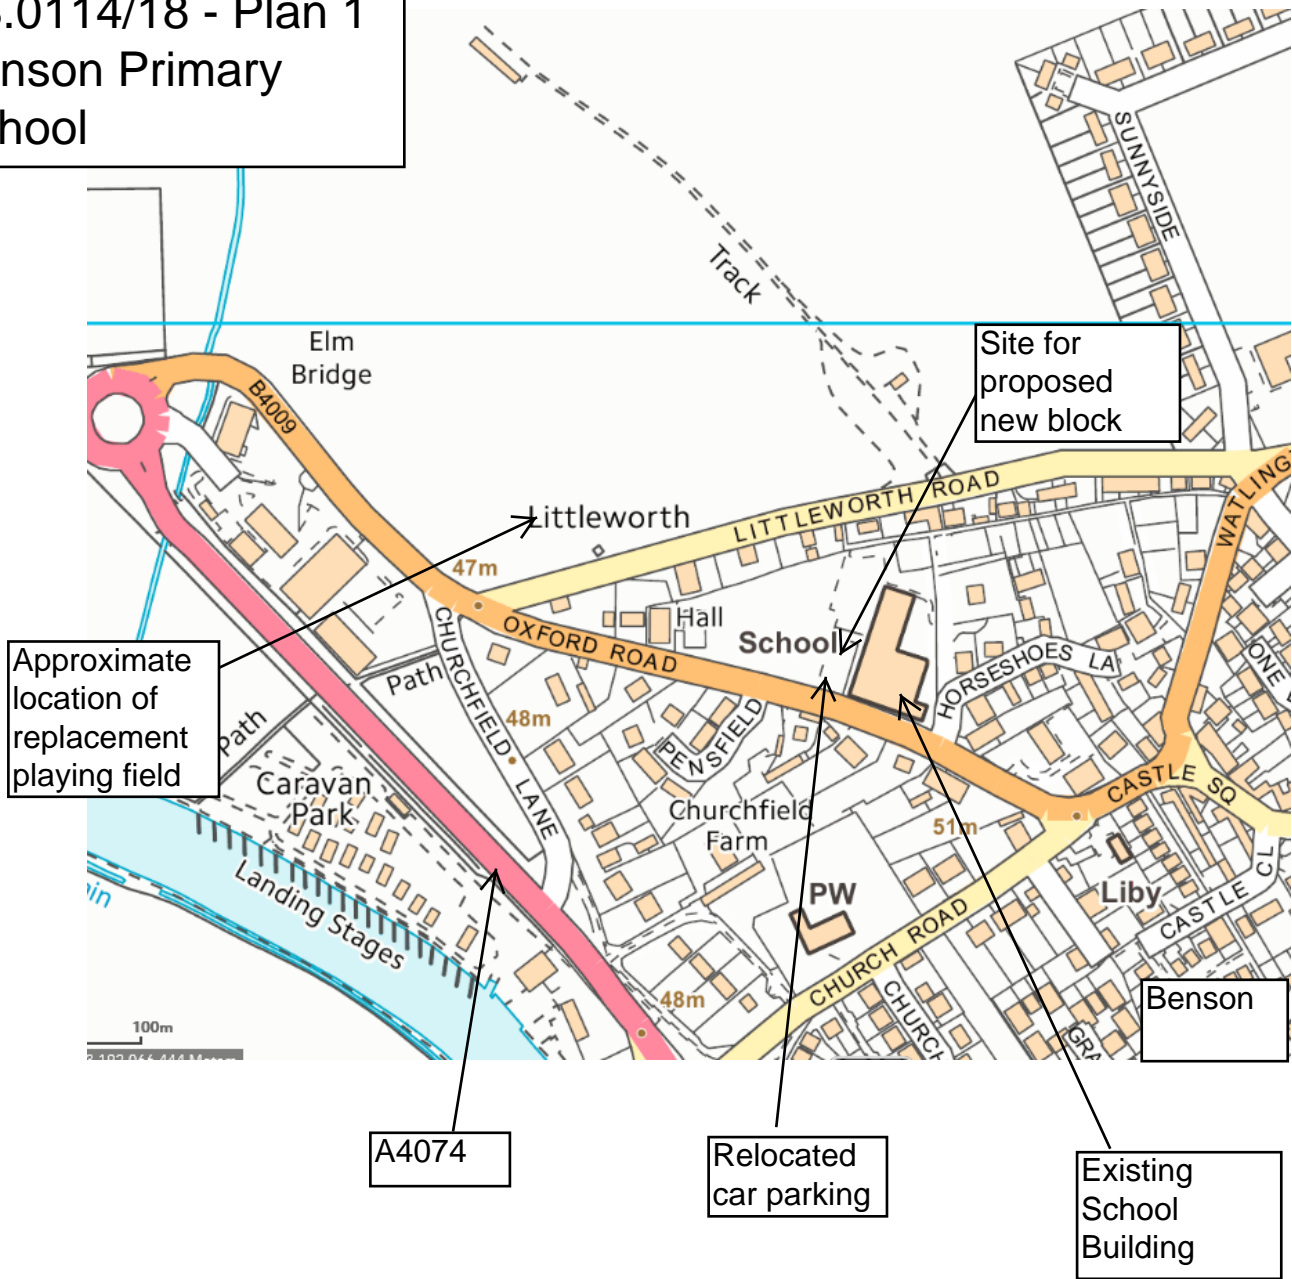 .0114/18 - Plan 1
nson Primary
hool
SUNNYSIDE
Track
Elm
Bridge
Site for
proposed
new block
B4009
LITTLEWORTH ROAD
WATLING
Littleworth
47m
Hall
School
OXFORD ROAD
HORSESHOES LA
ONE
CHURCHFIELD LANE
Path
Approximate
location of
replacement
playing field
Path
48m
PENSFIELD
CASTLE SQ
Caravan
Park
Churchfield
Farm
51m
Landing Stages
PW
Liby
CASTLE CL
CHURCH ROAD
Benson
48m
CHURCH
GRA
100m
A4074
Relocated
car parking
Existing
School
Building